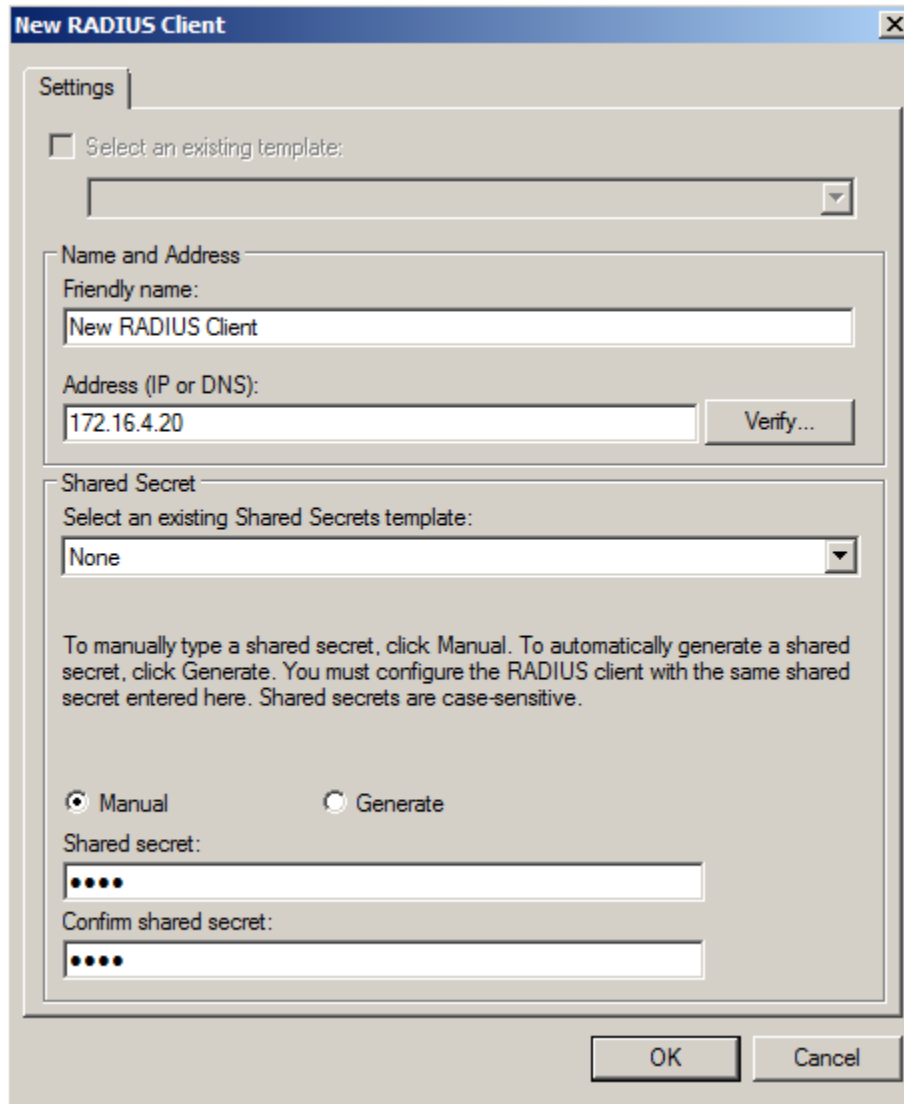 New RADIUS Client
Settings
Select an existing template:
Name and Address
Friendly name:
New RADIUS Client
Address (IP or DNS):
172.16.4.20
Verify...
Shared Secret
Select an existing Shared Secrets template:
None
To manually type a shared secret, click Manual. To automatically generate a shared
secret, click Generate. You must configure the RADIUS client with the same shared
secret entered here. Shared secrets are case-sensitive.
Manual
Generate
Shared secret:
••••
Confirm shared secret:
••••
OK
Cancel